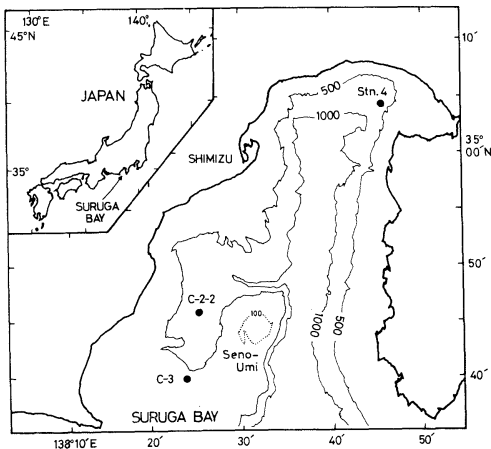 130°E
140°
45°N
JAPAN
35°
SURUGA BAY
10′
500
Stn. 4
1000
35°
00′N
SHIMIZU
50′
C-2-2
100
Seno-
Umi
1000
500
C-3
40′
SURUGA BAY
138°10′E
20′
30′
40′
50′